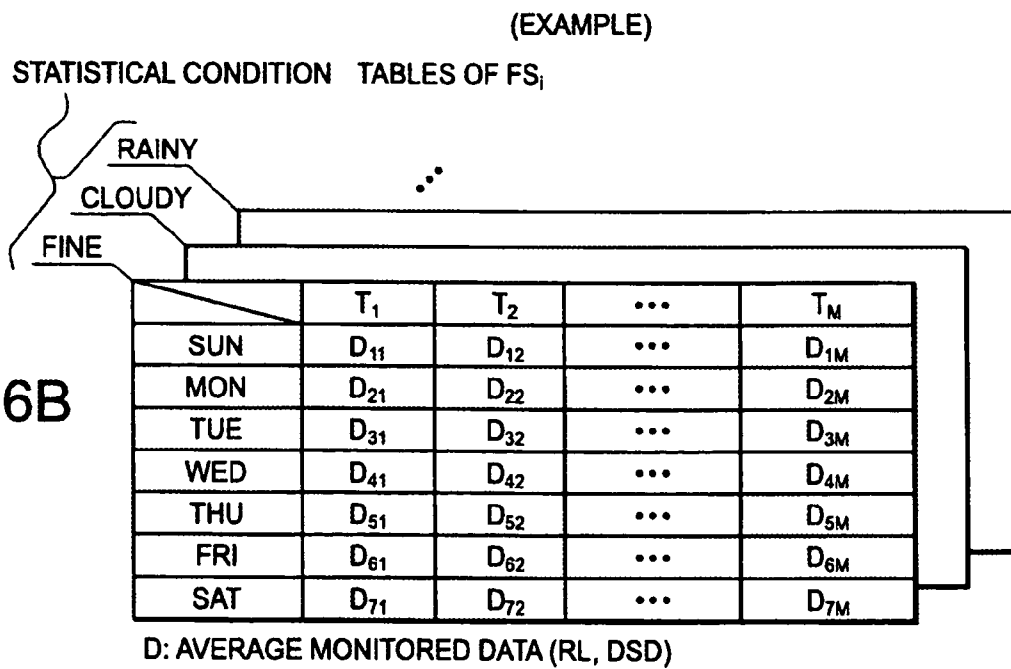 (EXAMPLE)
STATISTICAL CONDITION TABLES OF FSi
RAINY
CLOUDY
FINE
6B
T1 T2 ••• TM
SUN D11 D12 ••• D1M
MON D21 D22 ••• D2M
TUE D31 D32 ••• D3M
WED D41 D42 ••• D4M
THU D51 D52 ••• D5M
FRI D61 D62 ••• D6M
SAT D71 D72 ••• D7M
D: AVERAGE MONITORED DATA (RL, DSD)